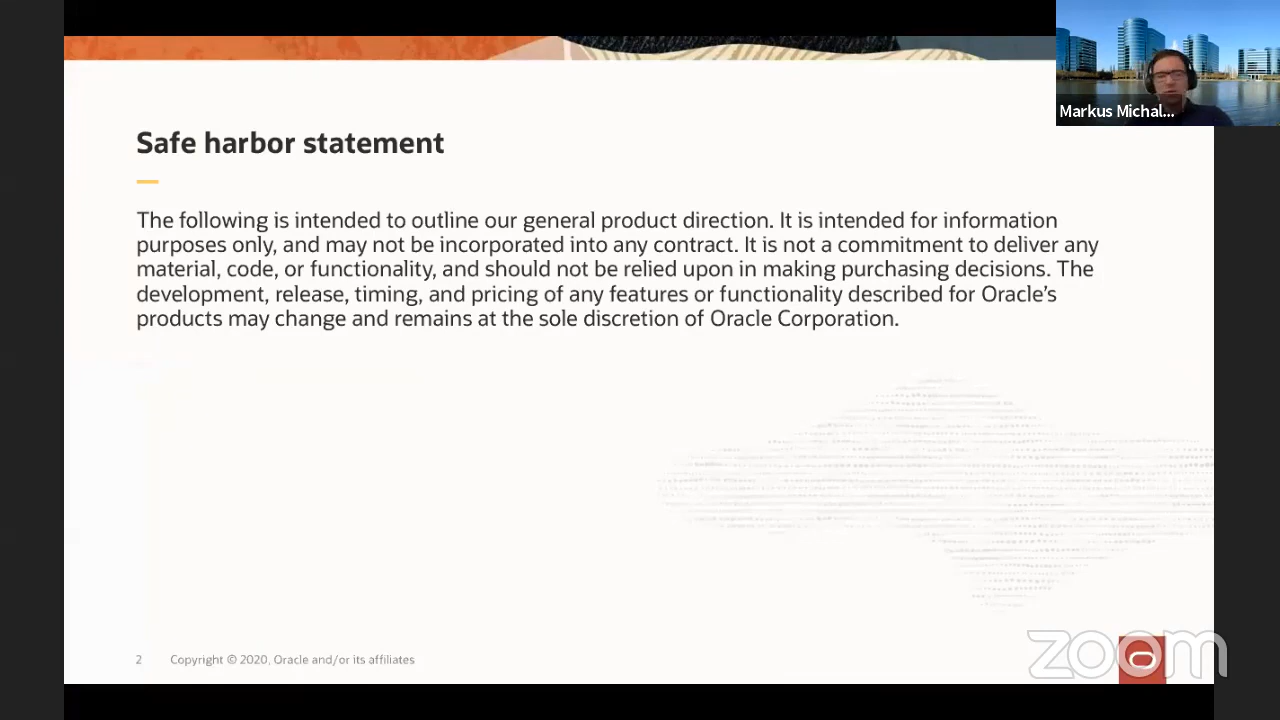 Markus Michal...
Safe harbor statement
The following is intended to outline our general product direction. It is intended for information
purposes only, and may not be incorporated into any contract. It is not a commitment to deliver any
material, code, or functionality, and should not be relied upon in making purchasing decisions. The
development, release, timing, and pricing of any features or functionality described for Oracle’s
products may change and remains at the sole discretion of Oracle Corporation.
2 Copyright © 2020, Oracle and/or its affiliates
zoom